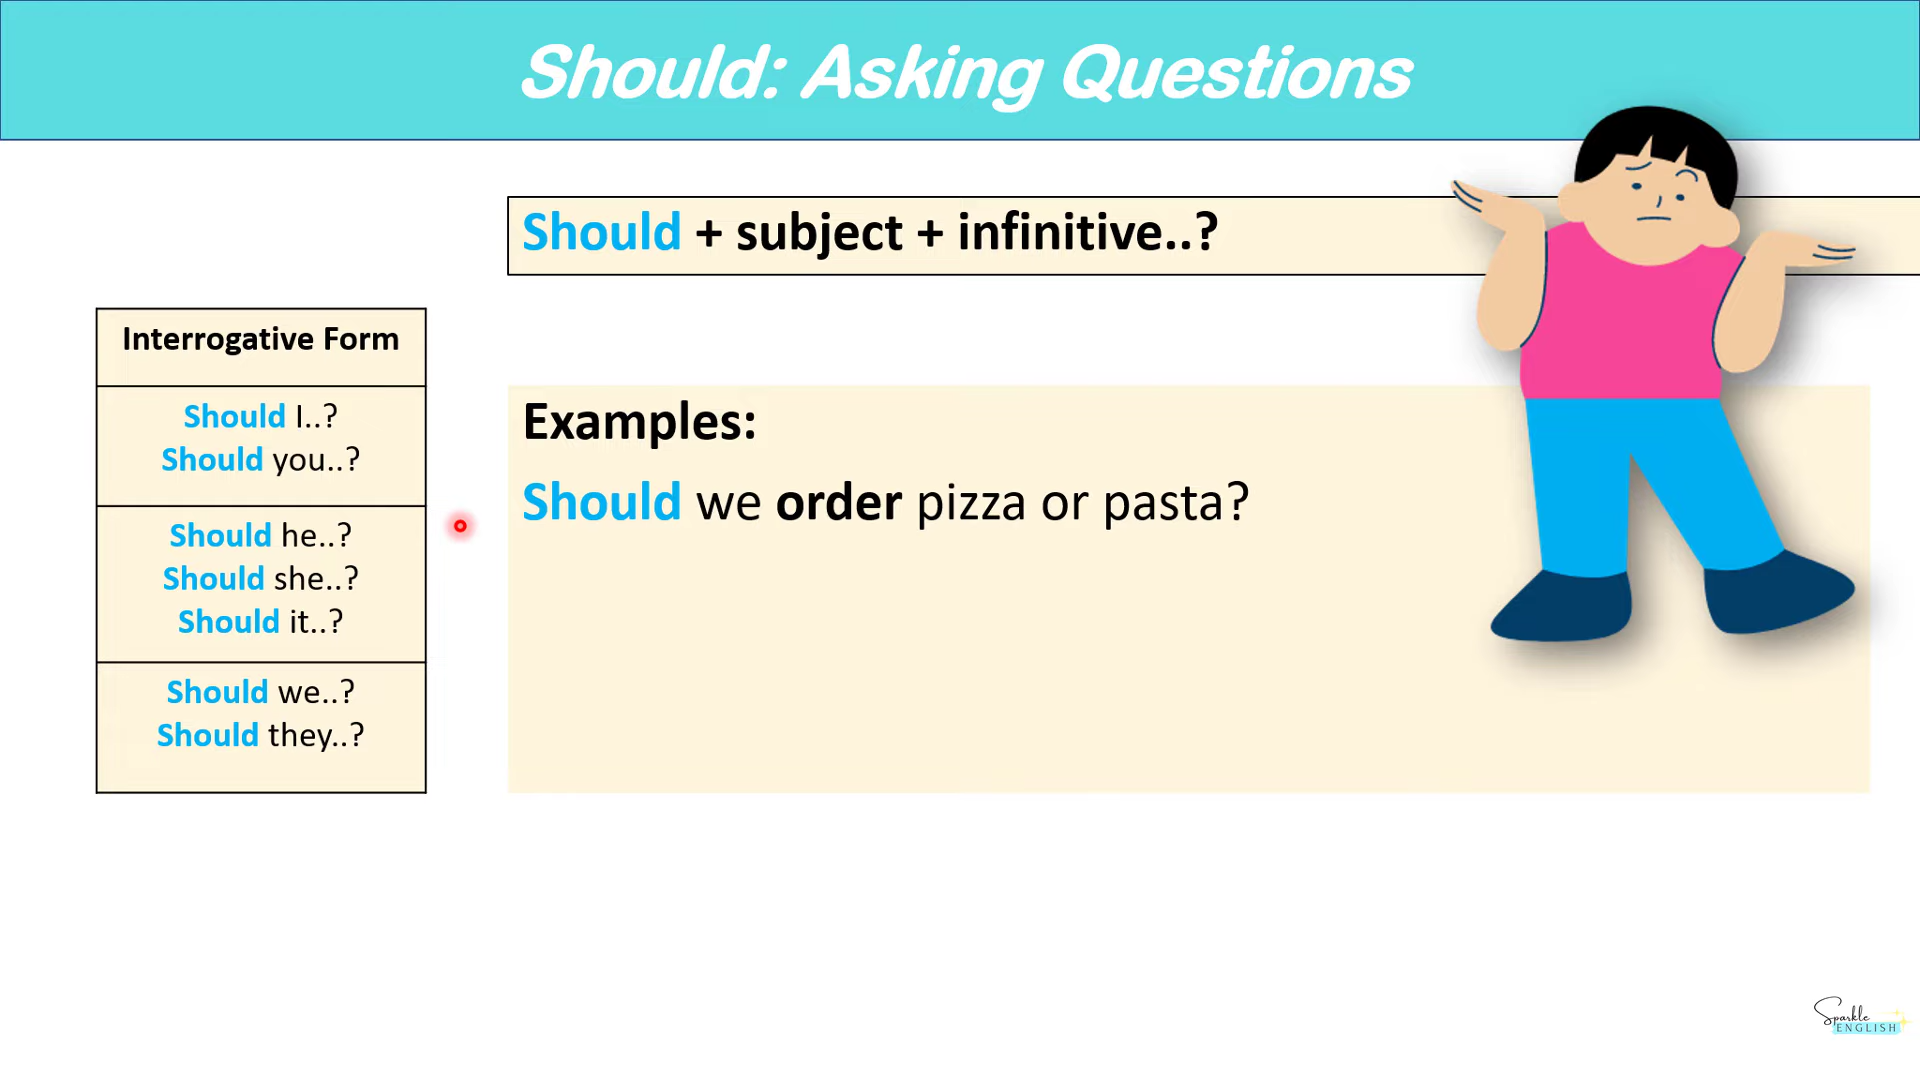 Should: Asking Questions
Should + subject + infinitive..?
Interrogative Form
Should I..?
Should you..?
Should he..?
Should she..?
Should it..?
Should we..?
Should they..?
Examples:
Should we order pizza or pasta?
Sparkle
ENGLISH